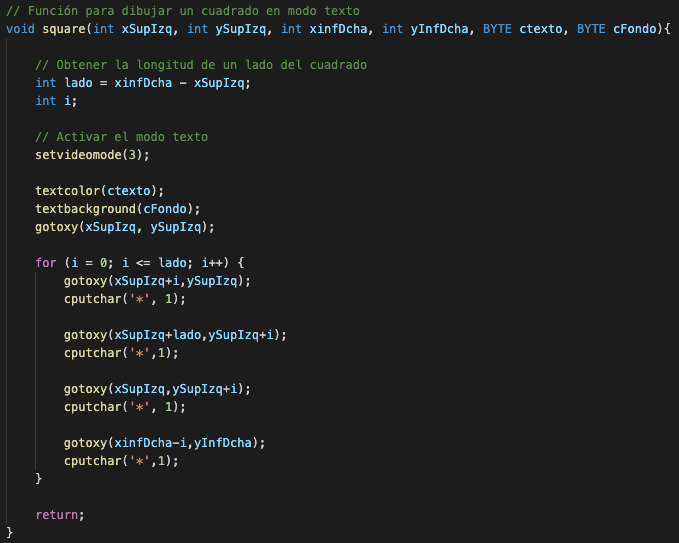 // Función para dibujar un cuadrado en modo texto
void square(int xSupIzq, int ySupIzq, int xinfDcha, int yInfDcha, BYTE ctexto, BYTE cFondo){
// Obtener la longitud de un lado del cuadrado
int lado = xinfDcha - xSupIzq;
int i;
// Activar el modo texto
setvideomode(3);
textcolor(ctexto);
textbackground(cFondo);
gotoxy(xSupIzq, ySupIzq);
for (i = 0; i <= lado; i++) {
gotoxy(xSupIzq+i,ySupIzq);
cputchar('*', 1);
gotoxy(xSupIzq+lado,ySupIzq+i);
cputchar('*',1);
gotoxy(xSupIzq,ySupIzq+i);
cputchar('*', 1);
gotoxy(xinfDcha-i,yInfDcha);
cputchar('*',1);
}
return;
}